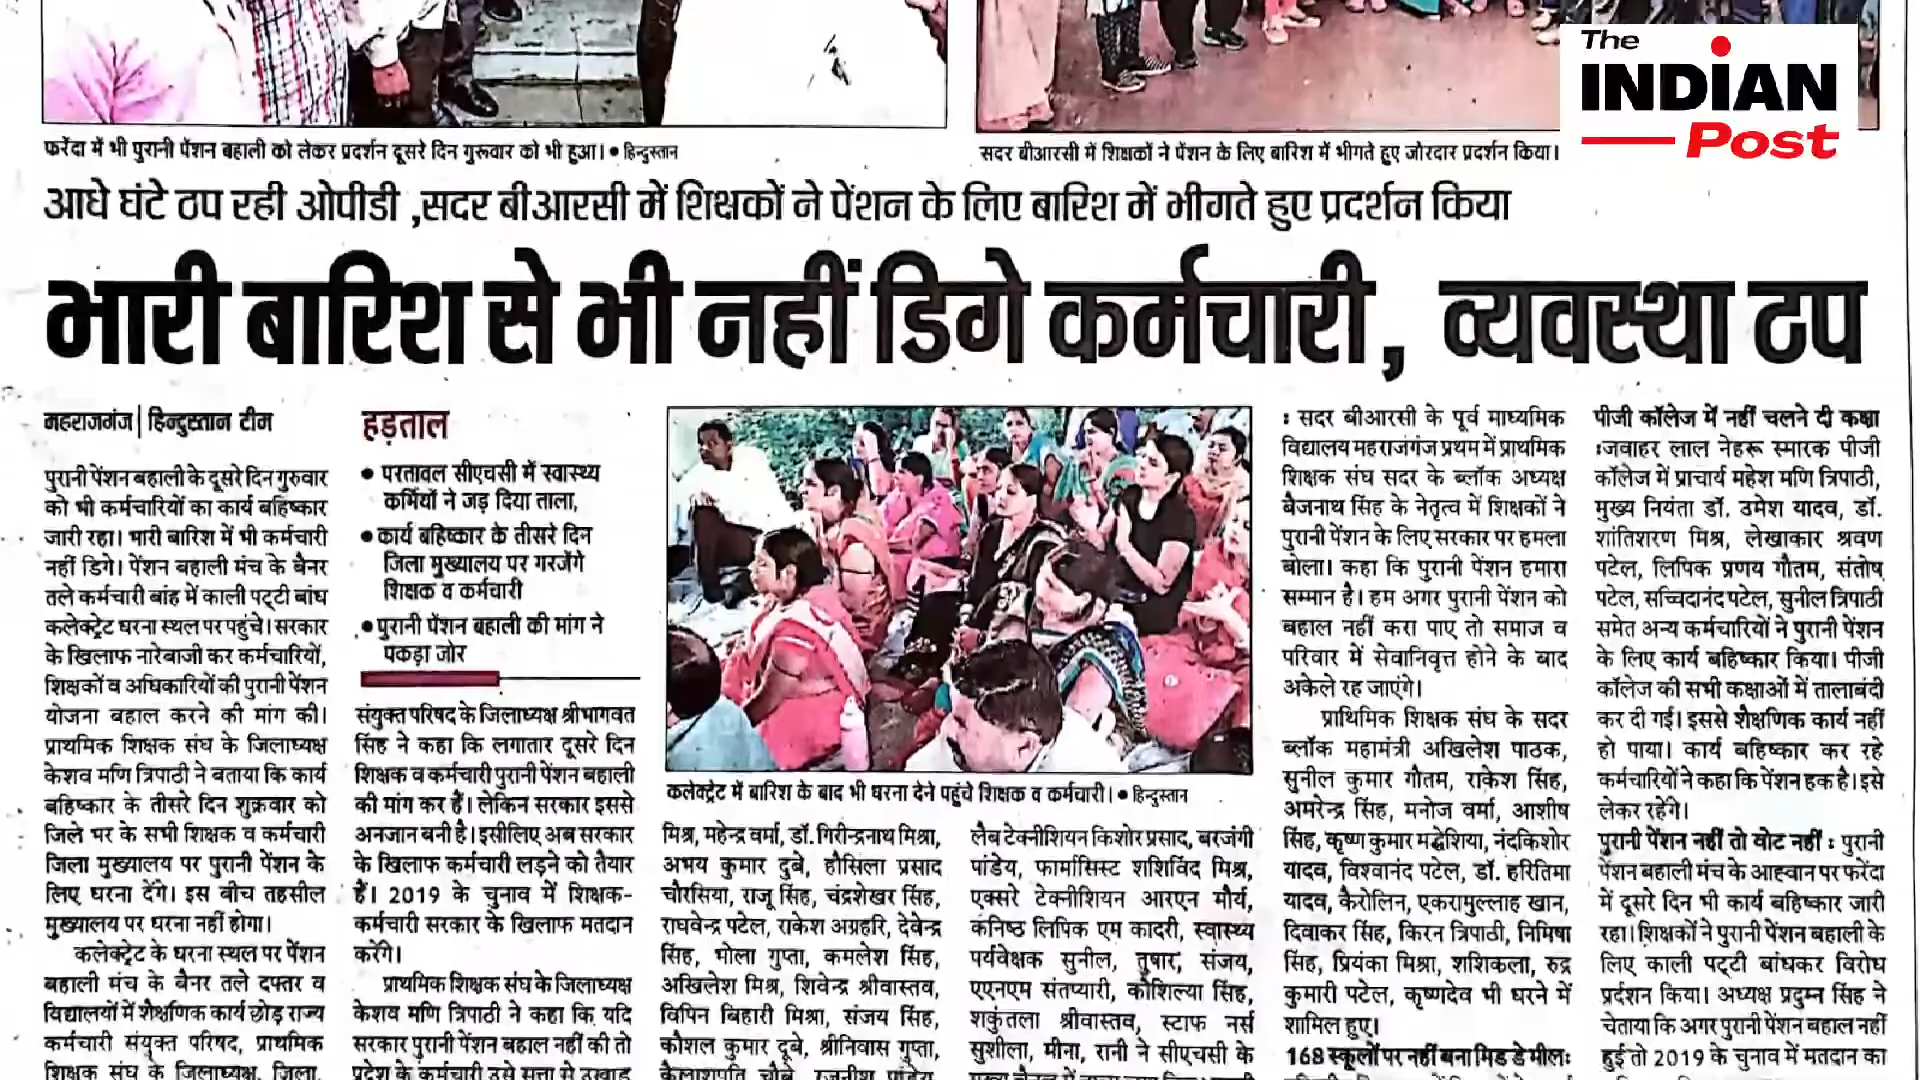 The
INDiAN
Post
फरेंदा में भी पुरानी पेंशन बहाली को लेकर प्रदर्शन दूसरे दिन गुरूवार को भी हुआ। ● हिन्दुस्तान
सदर बीआरसी में शिक्षकों ने पेंशन के लिए बारिश में भीगते हुए जोरदार प्रदर्शन किया।
आधे घंटे ठप रही ओपीडी ,सदर बीआरसी में शिक्षकों ने पेंशन के लिए बारिश में भीगते हुए प्रदर्शन किया
भारी बारिश से भी नहीं डिगे कर्मचारी, व्यवस्था ठप
महराजगंज | हिन्दुस्तान टीम
पुरानी पेंशन बहाली के दूसरे दिन गुरुवार
को भी कर्मचारियों का कार्य बहिष्कार
जारी रहा। भारी बारिश में भी कर्मचारी
नहीं डिगे। पेंशन बहाली मंच के बैनर
तले कर्मचारी बांह में काली पट्टी बांध
कलेक्ट्रेट धरना स्थल पर पहुंचे। सरकार
के खिलाफ नारेबाजी कर कर्मचारियों,
शिक्षकों व अधिकारियों की पुरानी पेंशन
योजना बहाल करने की मांग की।
प्राथमिक शिक्षक संघ के जिलाध्यक्ष
केशव मणि त्रिपाठी ने बताया कि कार्य
बहिष्कार के तीसरे दिन शुक्रवार को
जिले भर के सभी शिक्षक व कर्मचारी
जिला मुख्यालय पर पुरानी पेंशन के
लिए धरना देंगे। इस बीच तहसील
मुख्यालय पर धरना नहीं होगा।
कलेक्ट्रेट के धरना स्थल पर पेंशन
बहाली मंच के बैनर तले दफ्तर व
विद्यालयों में शैक्षणिक कार्य छोड़ राज्य
कर्मचारी संयुक्त परिषद, प्राथमिक
शिक्षक संघ के जिलाध्यक्ष, जिला,
हड़ताल
● परतावल सीएचसी में स्वास्थ्य
कर्मियों ने जड़ दिया ताला,
● कार्य बहिष्कार के तीसरे दिन
जिला मुख्यालय पर गरजेंगे
शिक्षक व कर्मचारी
● पुरानी पेंशन बहाली की मांग ने
पकड़ा जोर
संयुक्त परिषद के जिलाध्यक्ष श्रीभागवत
सिंह ने कहा कि लगातार दूसरे दिन
शिक्षक व कर्मचारी पुरानी पेंशन बहाली
की मांग कर हैं। लेकिन सरकार इससे
अनजान बनी है। इसीलिए अब सरकार
के खिलाफ कर्मचारी लड़ने को तैयार
हैं। 2019 के चुनाव में शिक्षक-
कर्मचारी सरकार के खिलाफ मतदान
करेंगे।
प्राथमिक शिक्षक संघ के जिलाध्यक्ष
केशव मणि त्रिपाठी ने कहा कि यदि
सरकार पुरानी पेंशन बहाल नहीं की तो
प्रदेश के कर्मचारी उसे सत्ता से उखाड़
कलेक्ट्रेट में बारिश के बाद भी धरना देने पहुंचे शिक्षक व कर्मचारी। ● हिन्दुस्तान
मिश्र, महेन्द्र वर्मा, डॉ. गिरीन्द्रनाथ मिश्रा,
अभय कुमार दुबे, हौसिला प्रसाद
चौरसिया, राजू सिंह, चंद्रशेखर सिंह,
राघवेन्द्र पटेल, राकेश अग्रहरि, देवेन्द्र
सिंह, भोला गुप्ता, कमलेश सिंह,
अखिलेश मिश्र, शिवेन्द्र श्रीवास्तव,
विपिन बिहारी मिश्रा, संजय सिंह,
कौशल कुमार दूबे, श्रीनिवास गुप्ता,
कैलाशपति चौबे, रजनीश पांडेय,
लैब टेक्नीशियन किशोर प्रसाद, बरजंगी
पांडेय, फार्मासिस्ट शशिविंद मिश्र,
एक्सरे टेक्नीशियन आरएन मौर्य,
कनिष्ठ लिपिक एम कादरी, स्वास्थ्य
पर्यवेक्षक सुनील, तुषार, संजय,
एएनएम संतप्यारी, कौशिल्या सिंह,
शकुंतला श्रीवास्तव, स्टाफ नर्स
सुशीला, मीना, रानी ने सीएचसी के
: सदर बीआरसी के पूर्व माध्यमिक
विद्यालय महराजगंज प्रथम में प्राथमिक
शिक्षक संघ सदर के ब्लॉक अध्यक्ष
बैजनाथ सिंह के नेतृत्व में शिक्षकों ने
पुरानी पेंशन के लिए सरकार पर हमला
बोला। कहा कि पुरानी पेंशन हमारा
सम्मान है। हम अगर पुरानी पेंशन को
बहाल नहीं करा पाए तो समाज व
परिवार में सेवानिवृत्त होने के बाद
अकेले रह जाएंगे।
प्राथिमिक शिक्षक संघ के सदर
ब्लॉक महामंत्री अखिलेश पाठक,
सुनील कुमार गौतम, राकेश सिंह,
अमरेन्द्र सिंह, मनोज वर्मा, आशीष
सिंह, कृष्ण कुमार मद्धेशिया, नंदकिशोर
यादव, विश्वानंद पटेल, डॉ. हरितिमा
यादव, कैरोलिन, एकरामुल्लाह खान,
दिवाकर सिंह, किरन त्रिपाठी, निमिषा
सिंह, प्रियंका मिश्रा, शशिकला, रुद्र
कुमारी पटेल, कृष्णदेव भी धरने में
शामिल हुए।
168 स्कूलों पर नहीं बना मिड डे मील:
पीजी कॉलेज में नहीं चलने दी कक्षा
:जवाहर लाल नेहरू स्मारक पीजी
कॉलेज में प्राचार्य महेश मणि त्रिपाठी,
मुख्य नियंता डॉ. उमेश यादव, डॉ.
शांतिशरण मिश्र, लेखाकार श्रवण
पटेल, लिपिक प्रणय गौतम, संतोष
पटेल, सच्चिदानंद पटेल, सुनील त्रिपाठी
समेत अन्य कर्मचारियों ने पुरानी पेंशन
के लिए कार्य बहिष्कार किया। पीजी
कॉलेज की सभी कक्षाओं में तालाबंदी
कर दी गई। इससे शैक्षणिक कार्य नहीं
हो पाया। कार्य बहिष्कार कर रहे
कर्मचारियों ने कहा कि पेंशन हक है। इसे
लेकर रहेंगे।
पुरानी पेंशन नहीं तो वोट नहीं : पुरानी
पेंशन बहाली मंच के आह्वान पर फरेंदा
में दूसरे दिन भी कार्य बहिष्कार जारी
रहा। शिक्षकों ने पुरानी पेंशन बहाली के
लिए काली पट्टी बांधकर विरोध
प्रर्दशन किया। अध्यक्ष प्रदुम्न सिंह ने
चेताया कि अगर पुरानी पेंशन बहाल नहीं
हुई तो 2019 के चुनाव में मतदान का